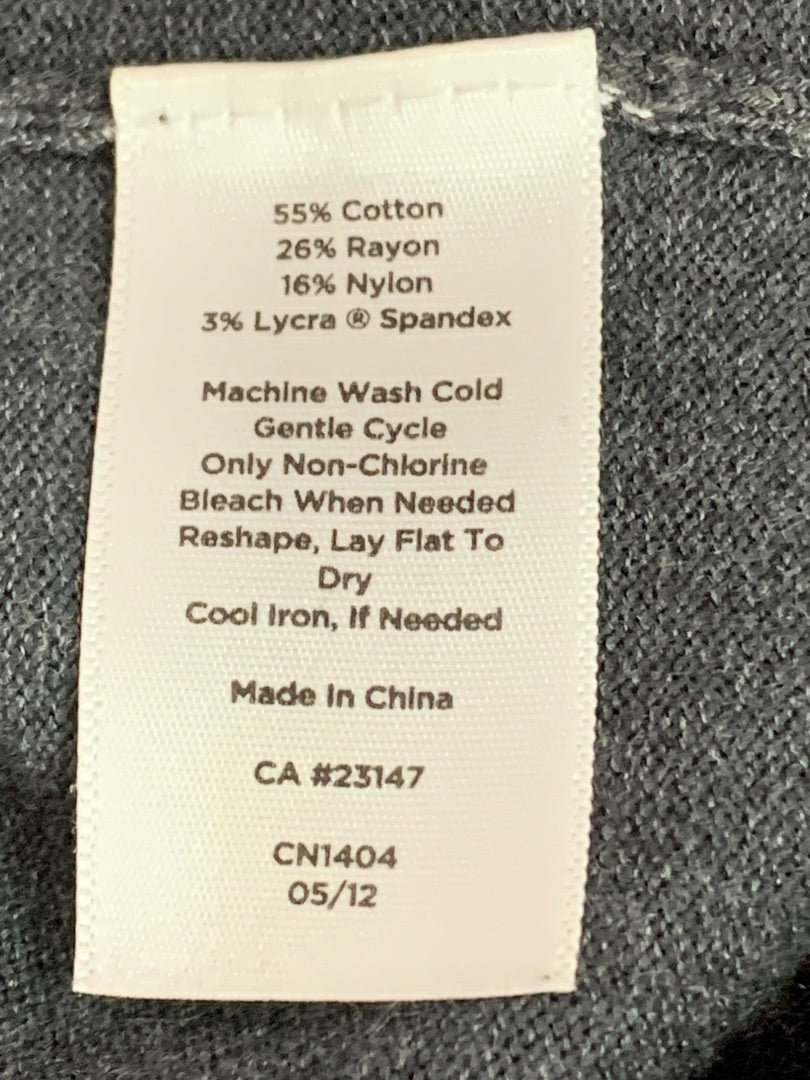 55% Cotton
26% Rayon
16% Nylon
3% Lycra ® Spandex
Machine Wash Cold
Gentle Cycle
Only Non-Chlorine
Bleach When Needed
Reshape, Lay Flat To
Dry
Cool Iron, If Needed
Made In China
CA #23147
CN1404
05/12